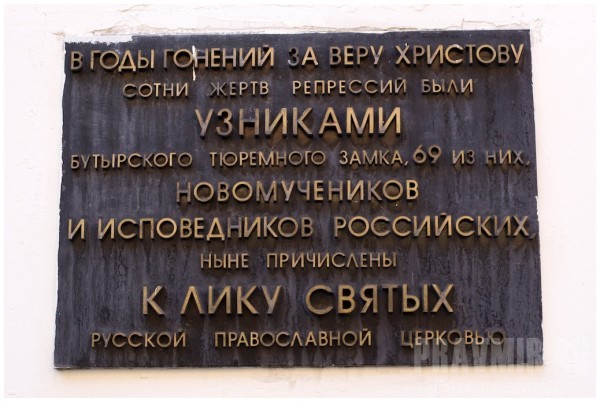 В ГОДЫ ГОНЕНИЙ ЗА ВЕРУ ХРИСТОВУ
СОТНИ ЖЕРТВ РЕПРЕССИЙ БЫЛИ
УЗНИКАМИ
БУТЫРСКОГО ТЮРЕМНОГО ЗАМКА, 69 ИЗ НИХ,
НОВОМУЧЕНИКОВ
И ИСПОВЕДНИКОВ РОССИЙСКИХ,
НЫНЕ ПРИЧИСЛЕНЫ
К ЛИКУ СВЯТЫХ
РУССКОЙ ПРАВОСЛАВНОЙ ЦЕРКОВЬЮ